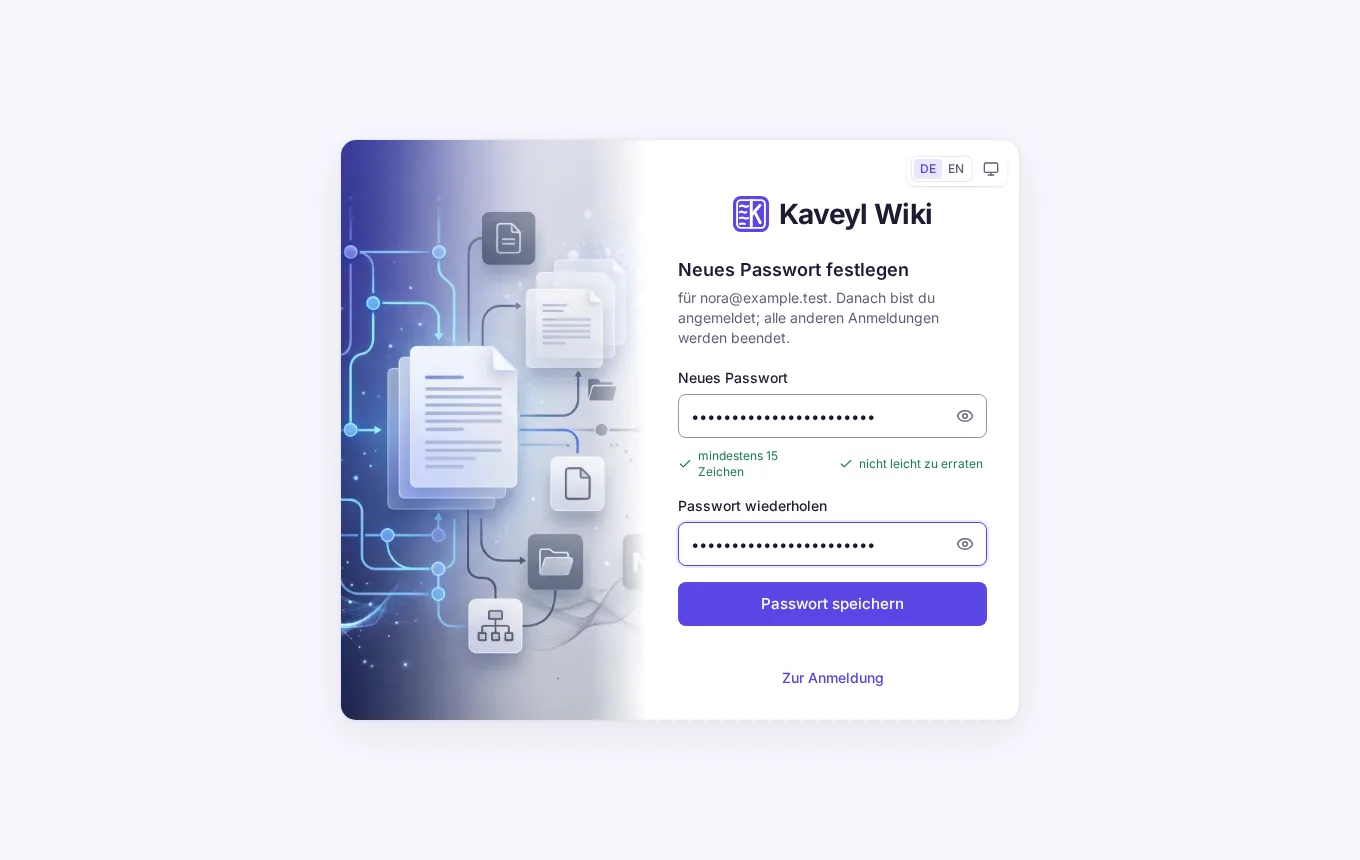 DE EN
Kaveyl Wiki
Neues Passwort festlegen
für nora@example.test. Danach bist du
angemeldet; alle anderen Anmeldungen
werden beendet.
Neues Passwort
•••••••••••••••••••••••
mindestens 15
Zeichen
nicht leicht zu erraten
Passwort wiederholen
•••••••••••••••••••••••
Passwort speichern
Zur Anmeldung